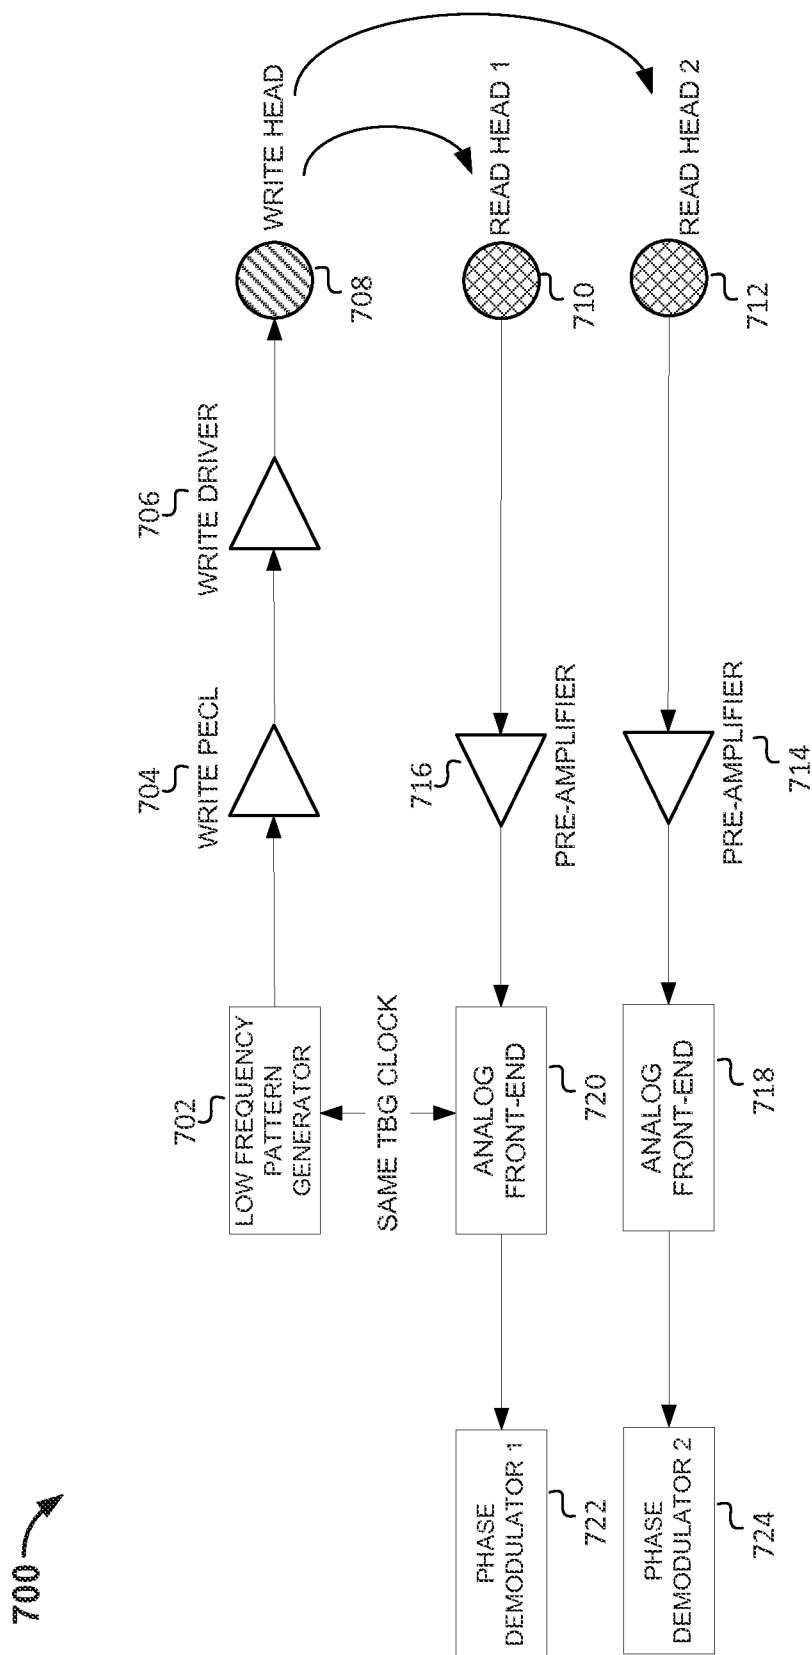 700
LOW FREQUENCY
PATTERN
GENERATOR
702
704
WRITE PECL
706
WRITE DRIVER
WRITE HEAD
708
SAME TBG CLOCK
PHASE
DEMODULATOR 1
722
ANALOG
FRONT-END
720
716
PRE-AMPLIFIER
READ HEAD 1
710
PHASE
DEMODULATOR 2
724
ANALOG
FRONT-END
718
PRE-AMPLIFIER
714
READ HEAD 2
712